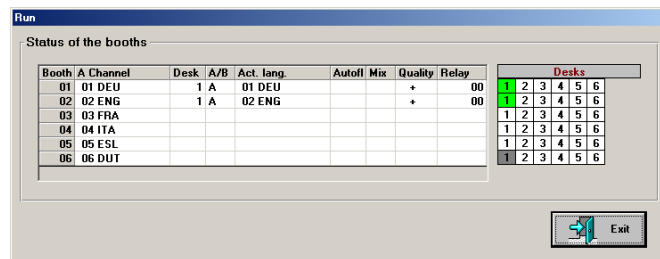 Run
Status of the booths
Booth A Channel Desk A/B Act. lang. Autofl Mix Quality Relay
01 01 DEU 1 A 01 DEU + 00
02 02 ENG 1 A 02 ENG + 00
03 03 FRA
04 04 ITA
05 05 ESL
06 06 DUT
Desks
1 2 3 4 5 6
1 2 3 4 5 6
1 2 3 4 5 6
1 2 3 4 5 6
1 2 3 4 5 6
1 2 3 4 5 6
Exit